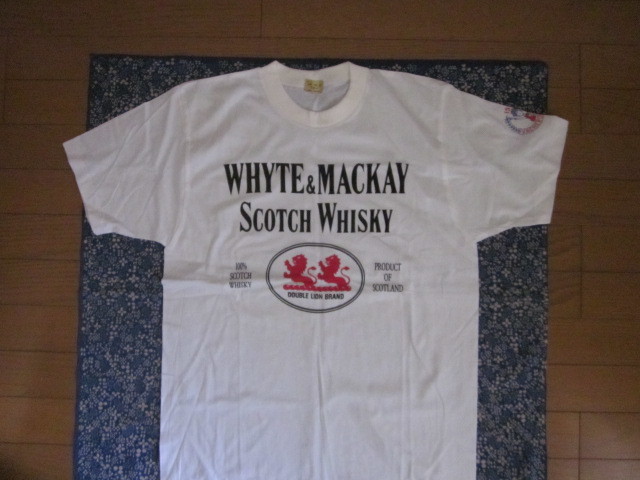 WHYTE & MACKAY
SCOTCH WHISKY
100%
SCOTCH
WHISKY
DOUBLE LION BRAND
PRODUCT
OF
SCOTLAND